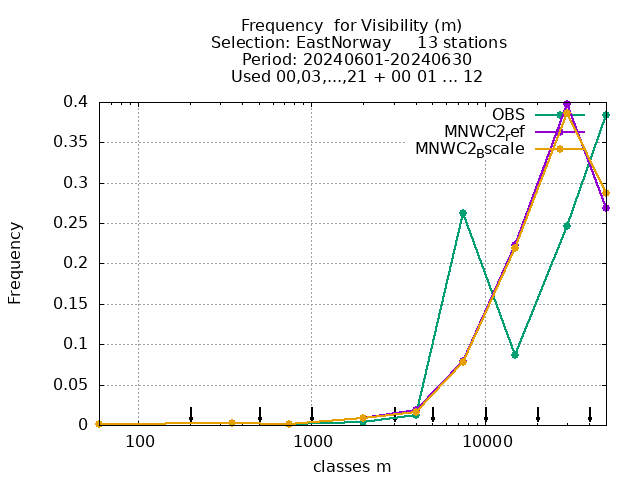 Frequency  for Visibility (m)
Selection: EastNorway     13 stations
Period: 20240601-20240630
Used 00,03,...,21 + 00 01 ... 12
OBS
MNWC2ref
MNWC2Bscale
Frequency
0.4
0.35
0.3
0.25
0.2
0.15
0.1
0.05
0
100
1000
10000
classes m